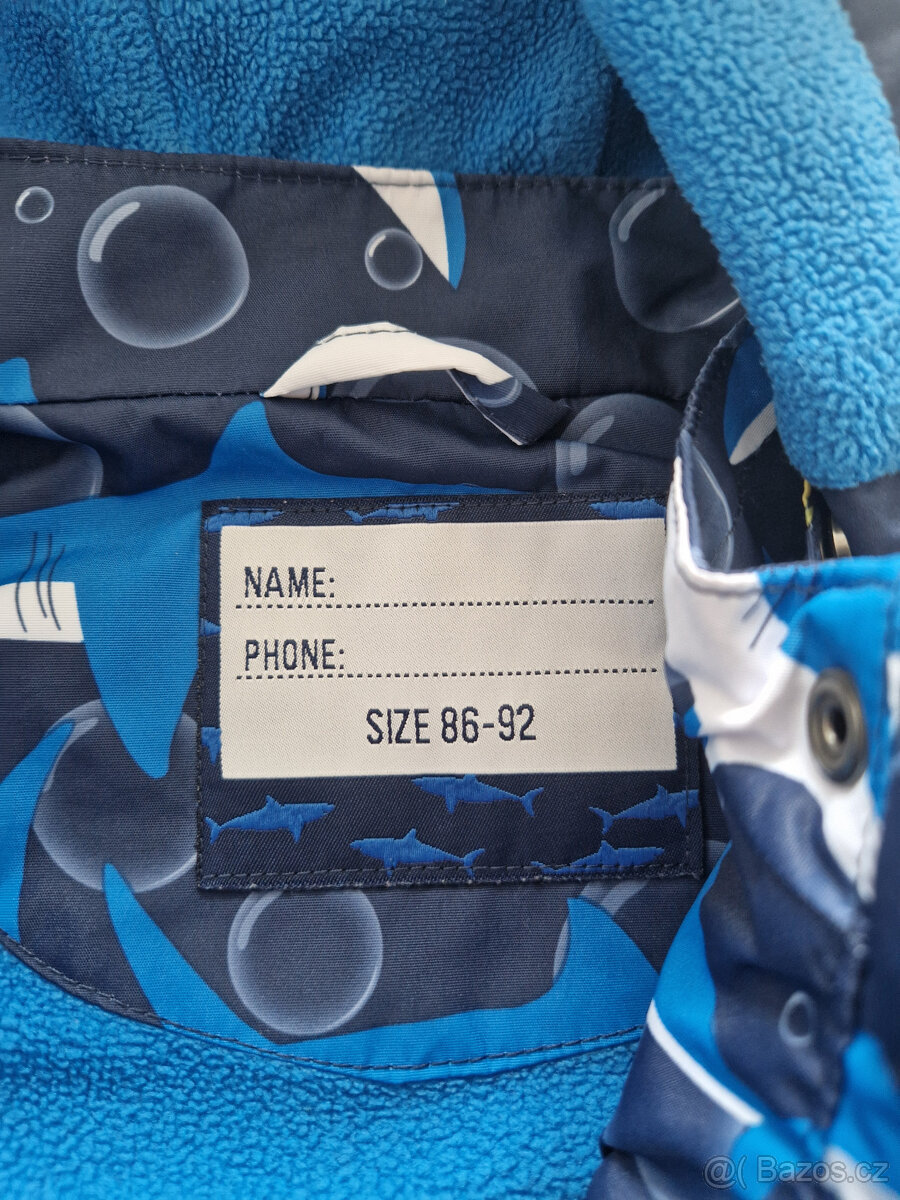 NAME:
PHONE:
SIZE 86-92
@( Bazos.cz